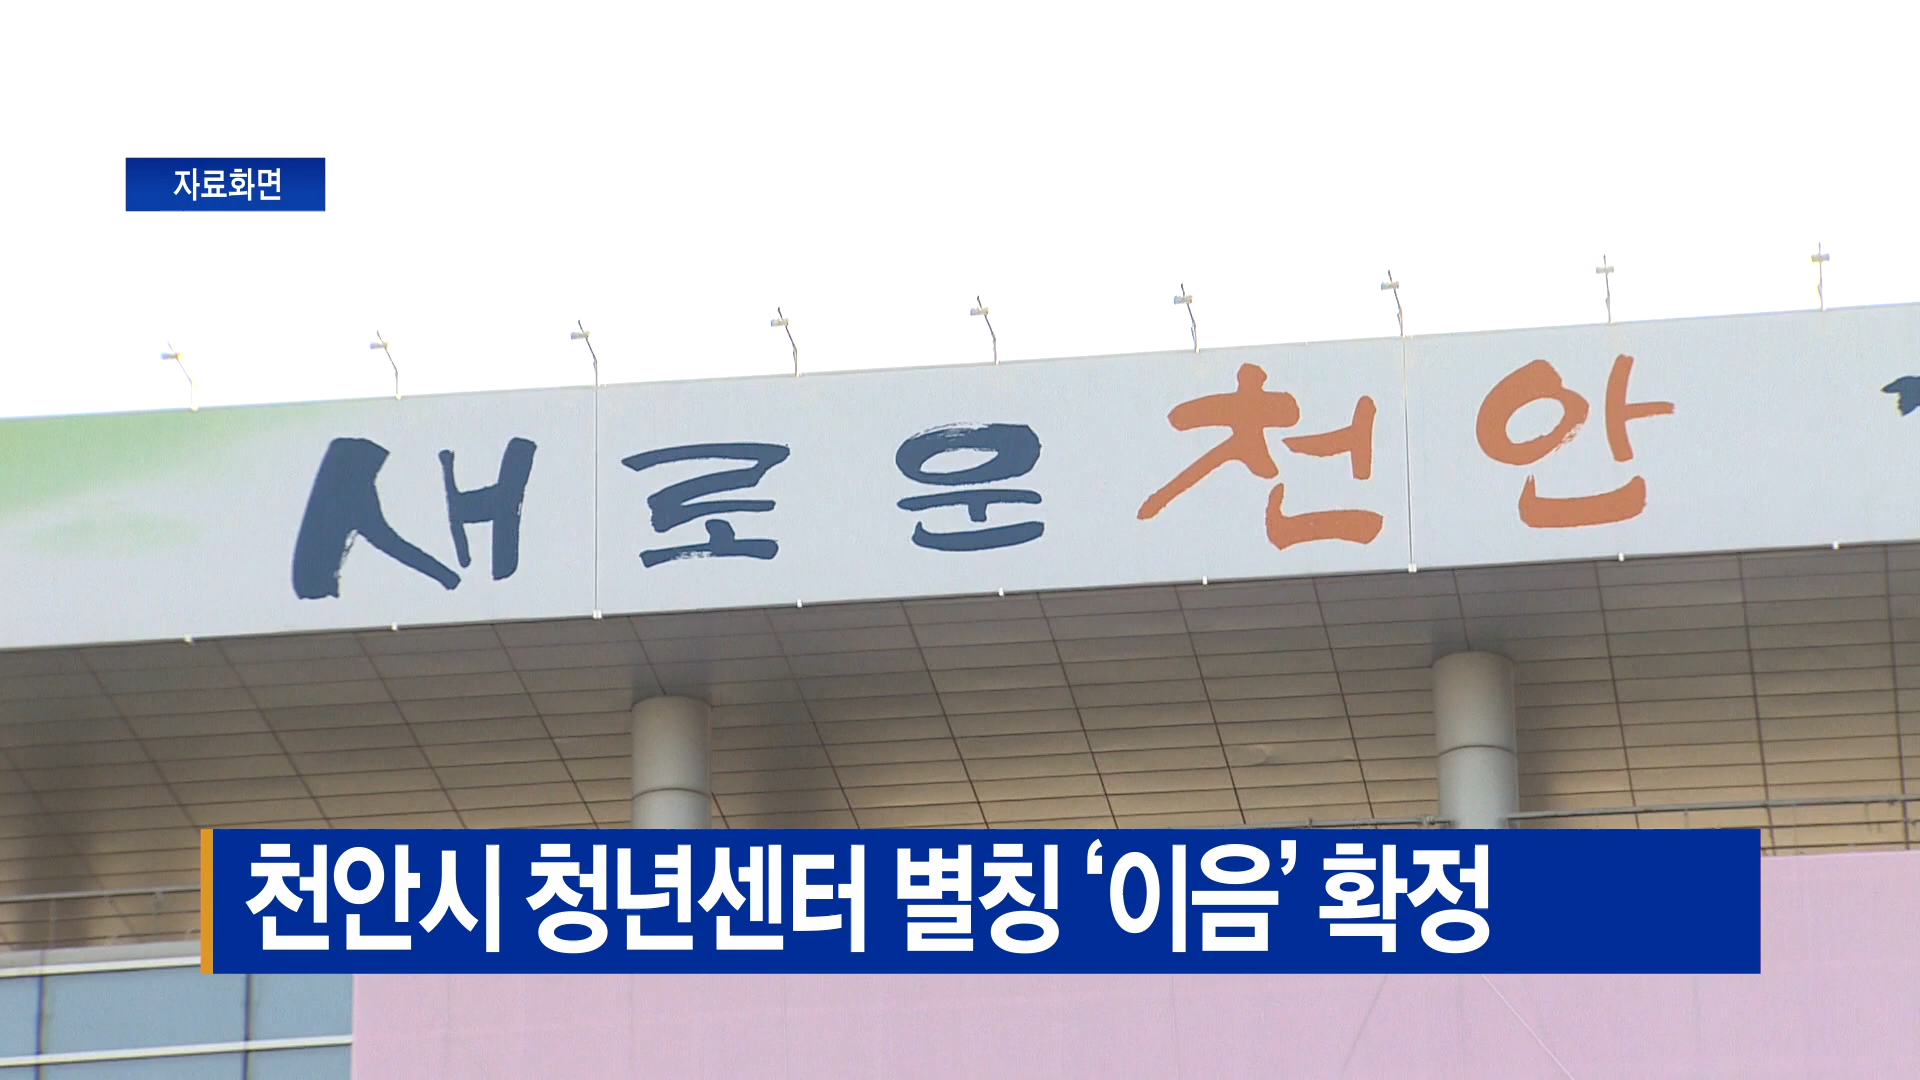 자료화면
새로운 천안
천안시 청년센터 별칭 ‘이음’ 확정